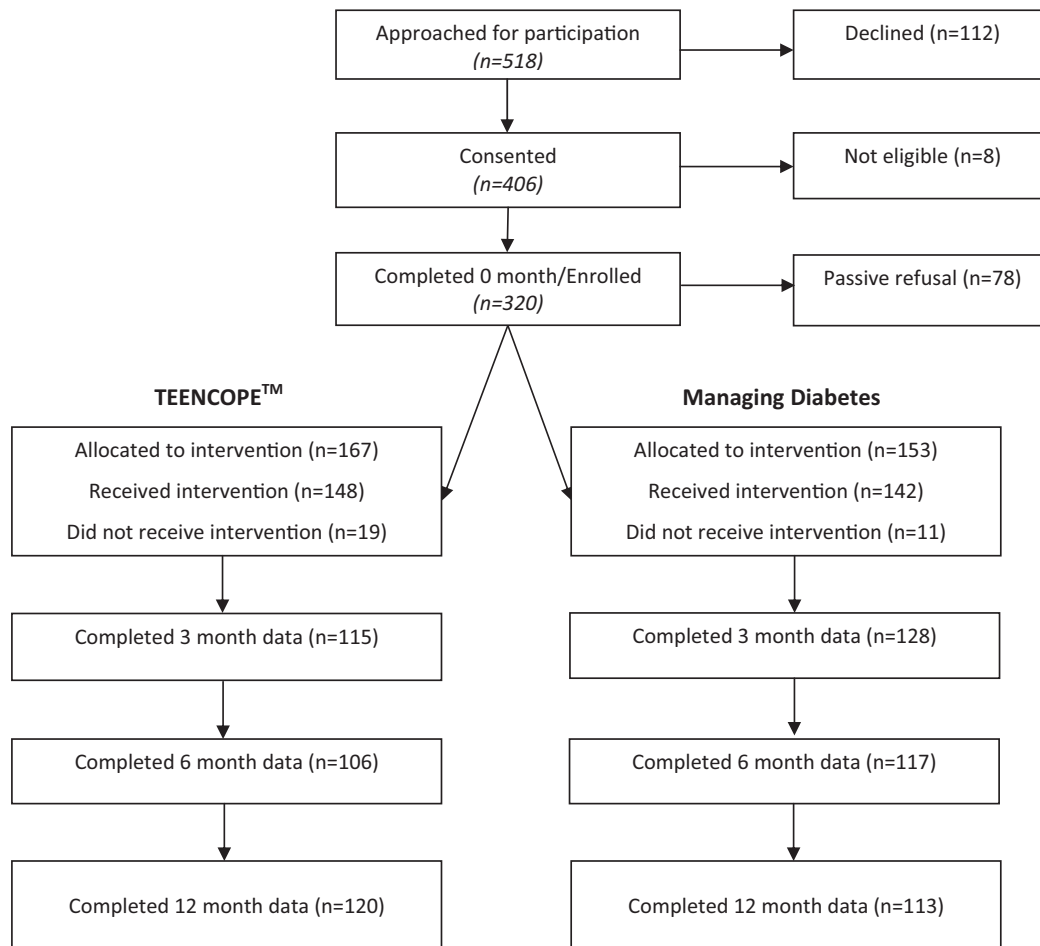 Approached for participation
(n=518)
Declined (n=112)
Consented
(n=406)
Not eligible (n=8)
Completed 0 month/Enrolled
(n=320)
Passive refusal (n=78)
TEENCOPE™
Allocated to intervention (n=167)
Received intervention (n=148)
Did not receive intervention (n=19)
Completed 3 month data (n=115)
Completed 6 month data (n=106)
Completed 12 month data (n=120)
Managing Diabetes
Allocated to intervention (n=153)
Received intervention (n=142)
Did not receive intervention (n=11)
Completed 3 month data (n=128)
Completed 6 month data (n=117)
Completed 12 month data (n=113)